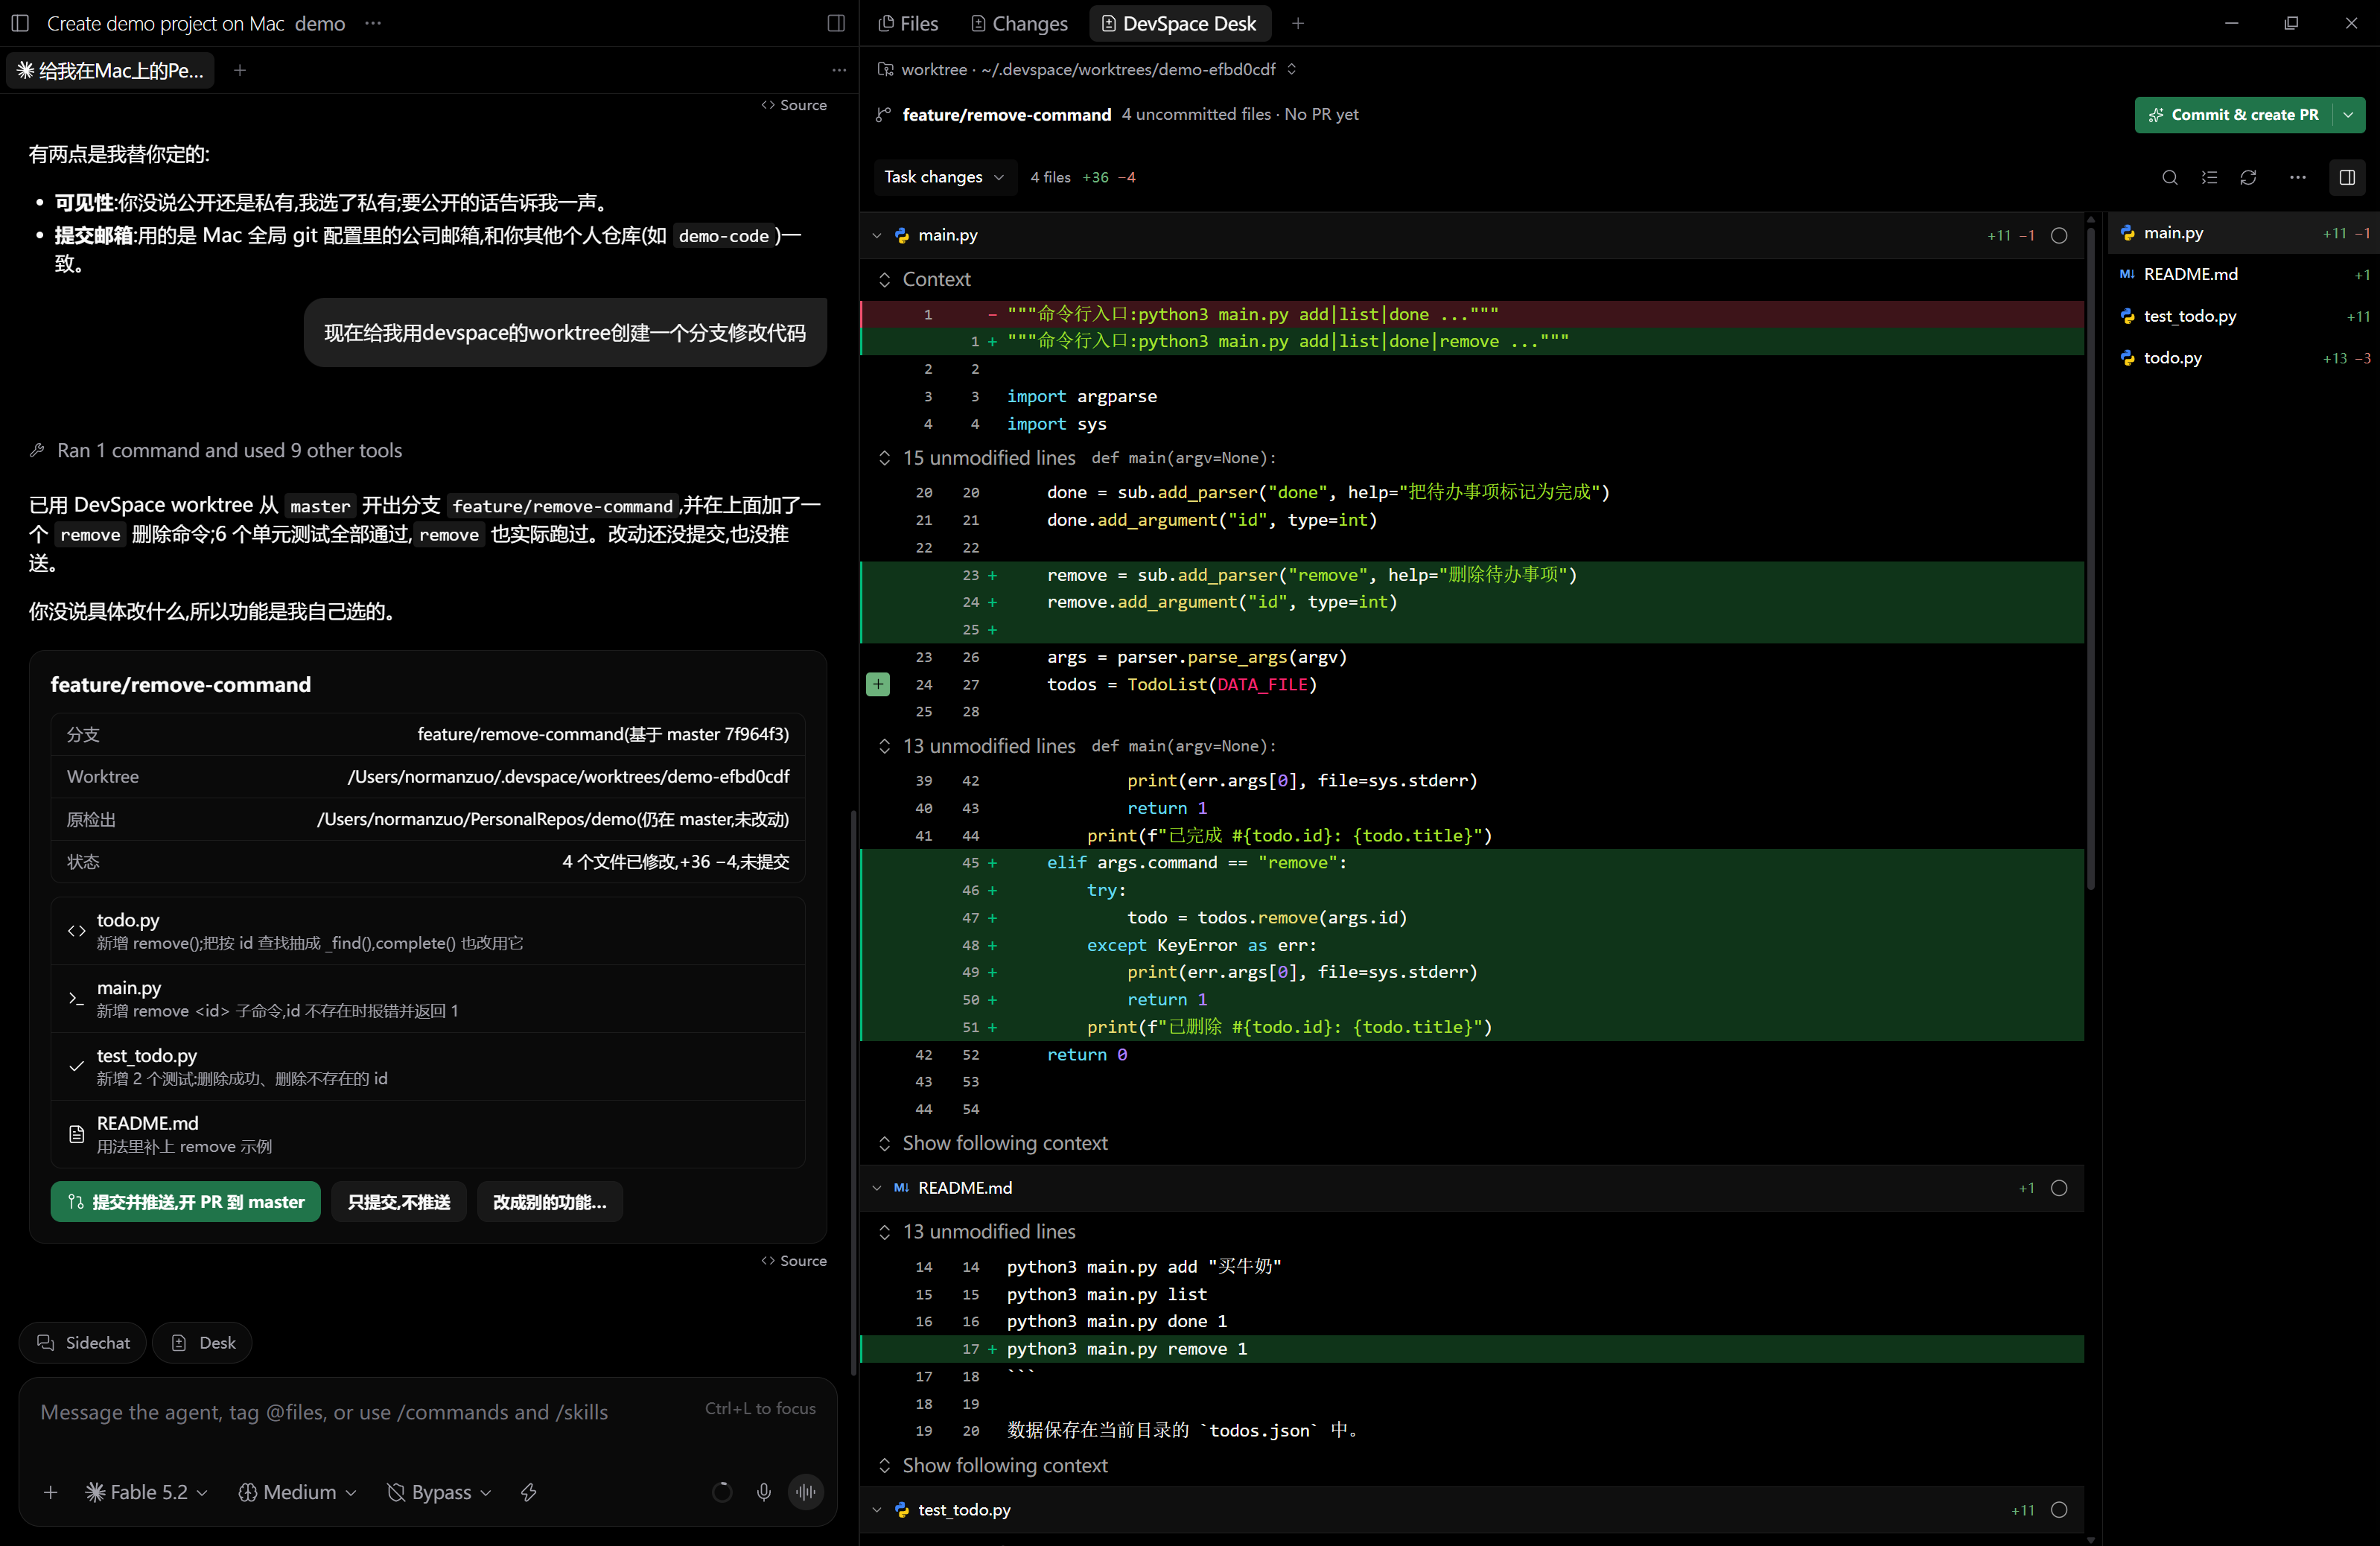 Create demo project on Mac demo
给我在Mac上的Pe...
Source
有两点是我替你定的:
可见性:你没说公开还是私有,我选了私有;要公开的话告诉我一声。
提交邮箱:用的是 Mac 全局 git 配置里的公司邮箱,和你其他个人仓库(如 demo-code)一
致。
现在给我用devspace的worktree创建一个分支修改代码
Ran 1 command and used 9 other tools
已用 DevSpace worktree 从 master 开出分支 feature/remove-command,并在上面加了一
个 remove 删除命令;6 个单元测试全部通过,remove 也实际跑过。改动还没提交,也没推
送。
你没说具体改什么,所以功能是我自己选的。
feature/remove-command
分支 feature/remove-command(基于 master 7f964f3)
Worktree /Users/normanzuo/.devspace/worktrees/demo-efbd0cdf
原检出 /Users/normanzuo/PersonalRepos/demo(仍在 master,未改动)
状态 4 个文件已修改,+36 −4,未提交
todo.py
新增 remove();把按 id 查找抽成 _find(),complete() 也改用它
main.py
新增 remove <id> 子命令,id 不存在时报错并返回 1
test_todo.py
新增 2 个测试:删除成功、删除不存在的 id
README.md
用法里补上 remove 示例
提交并推送,开 PR 到 master 只提交,不推送 改成别的功能...
Source
Sidechat Desk
Message the agent, tag @files, or use /commands and /skills Ctrl+L to focus
Fable 5.2 Medium Bypass
Files Changes DevSpace Desk
worktree · ~/.devspace/worktrees/demo-efbd0cdf
feature/remove-command 4 uncommitted files · No PR yet
Commit & create PR
Task changes 4 files +36 −4
main.py +11 −1
Context
1 − """命令行入口:python3 main.py add|list|done ..."""
1 + """命令行入口:python3 main.py add|list|done|remove ..."""
2 2
3 3 import argparse
4 4 import sys
15 unmodified lines def main(argv=None):
20 20 done = sub.add_parser("done", help="把待办事项标记为完成")
21 21 done.add_argument("id", type=int)
22 22
23 + remove = sub.add_parser("remove", help="删除待办事项")
24 + remove.add_argument("id", type=int)
25 +
23 26 args = parser.parse_args(argv)
24 27 todos = TodoList(DATA_FILE)
25 28
13 unmodified lines def main(argv=None):
39 42 print(err.args[0], file=sys.stderr)
40 43 return 1
41 44 print(f"已完成 #{todo.id}: {todo.title}")
45 + elif args.command == "remove":
46 + try:
47 + todo = todos.remove(args.id)
48 + except KeyError as err:
49 + print(err.args[0], file=sys.stderr)
50 + return 1
51 + print(f"已删除 #{todo.id}: {todo.title}")
42 52 return 0
43 53
44 54
Show following context
README.md +1
13 unmodified lines
14 14 python3 main.py add "买牛奶"
15 15 python3 main.py list
16 16 python3 main.py done 1
17 + python3 main.py remove 1
17 18 ```
18 19
19 20 数据保存在当前目录的 `todos.json` 中。
Show following context
test_todo.py +11
main.py +11 −1
README.md +1
test_todo.py +11
todo.py +13 −3